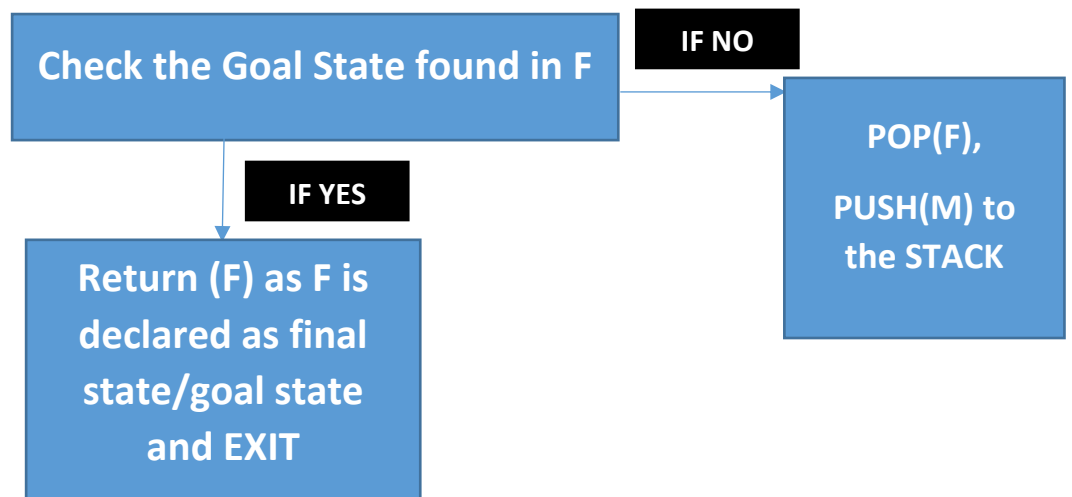 Check the Goal State found in F
IF NO
POP(F),
PUSH(M) to
the STACK
IF YES
Return (F) as F is
declared as final
state/goal state
and EXIT